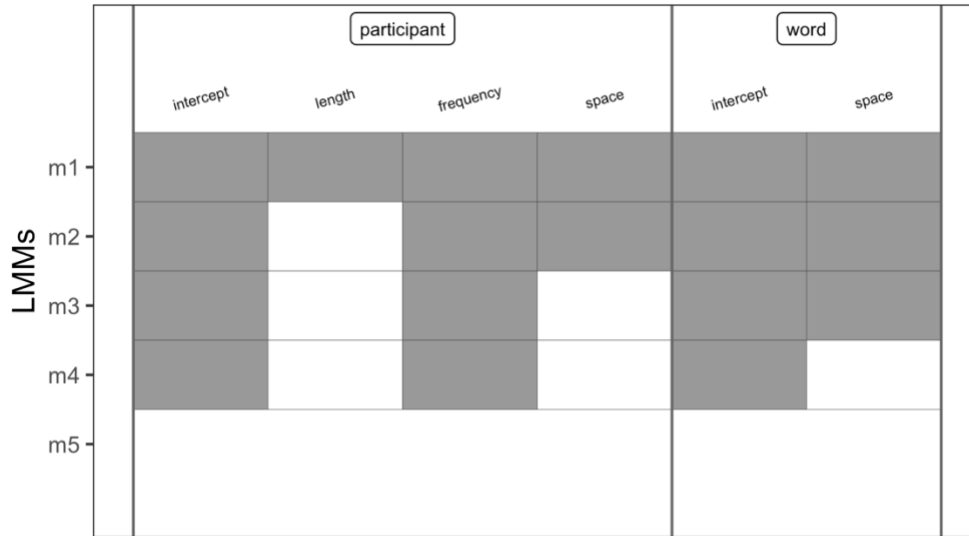 participant word
intercept length frequency space intercept space
LMMs
m1
m2
m3
m4
m5